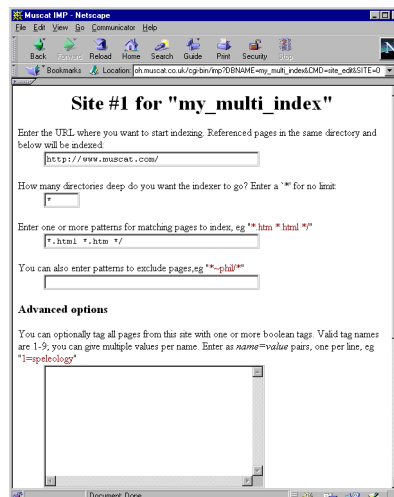 Muscat IMP - Netscape
File Edit View Go Communicator Help
Back Forward Reload Home Search Guide Print Security Stop
Bookmarks Location: oh.muscat.co.uk/cgi-bin/imp?DBNAME=my_multi_index&CMD=site_edit&SITE=0
Site #1 for "my_multi_index"
Enter the URL where you want to start indexing. Referenced pages in the same directory and
below will be indexed:
http://www.muscat.com/
How many directories deep do you want the indexer to go? Enter a `*' for no limit:
*
Enter one or more patterns for matching pages to index, eg "*.htm *.html */"
*.html *.htm */
You can also enter patterns to exclude pages,eg "*~phil/*"
Advanced options
You can optionally tag all pages from this site with one or more boolean tags. Valid tag names
are 1-9; you can give multiple values per name. Enter as name=value pairs, one per line, eg
"1=speleology"
Document: Done